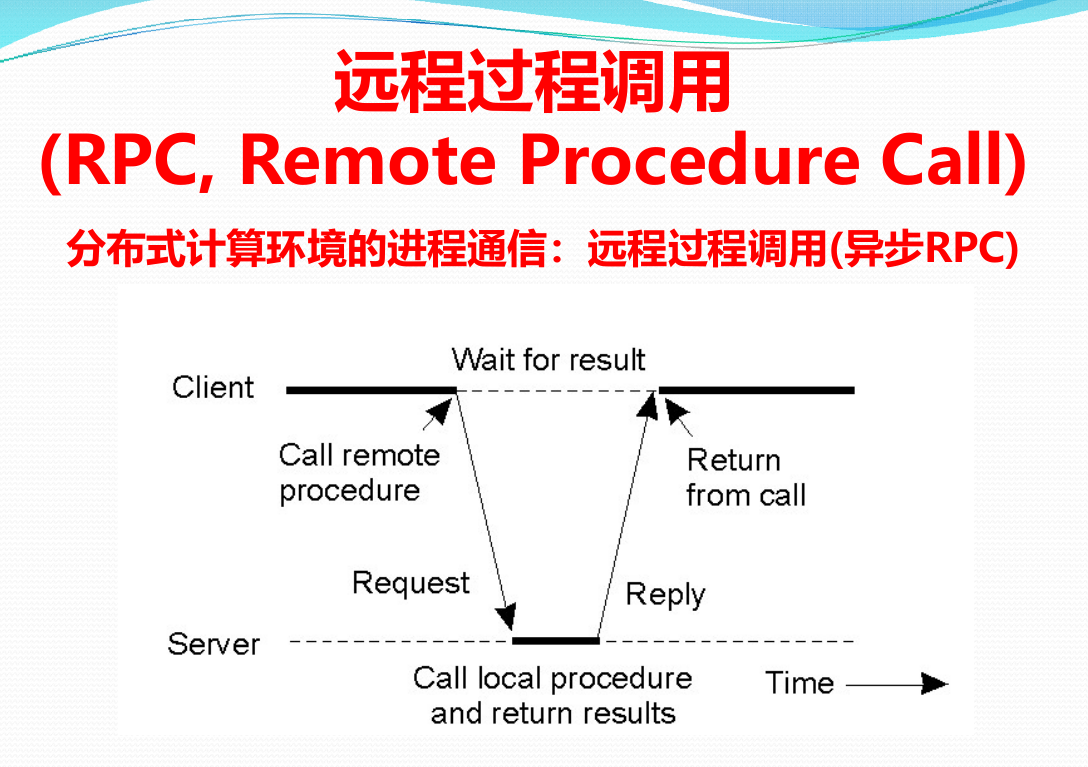 远程过程调用
(RPC, Remote Procedure Call)
分布式计算环境的进程通信：远程过程调用(异步RPC)
Wait for result
Client
Call remote
procedure
Return
from call
Request
Reply
Server
Call local procedure
and return results
Time